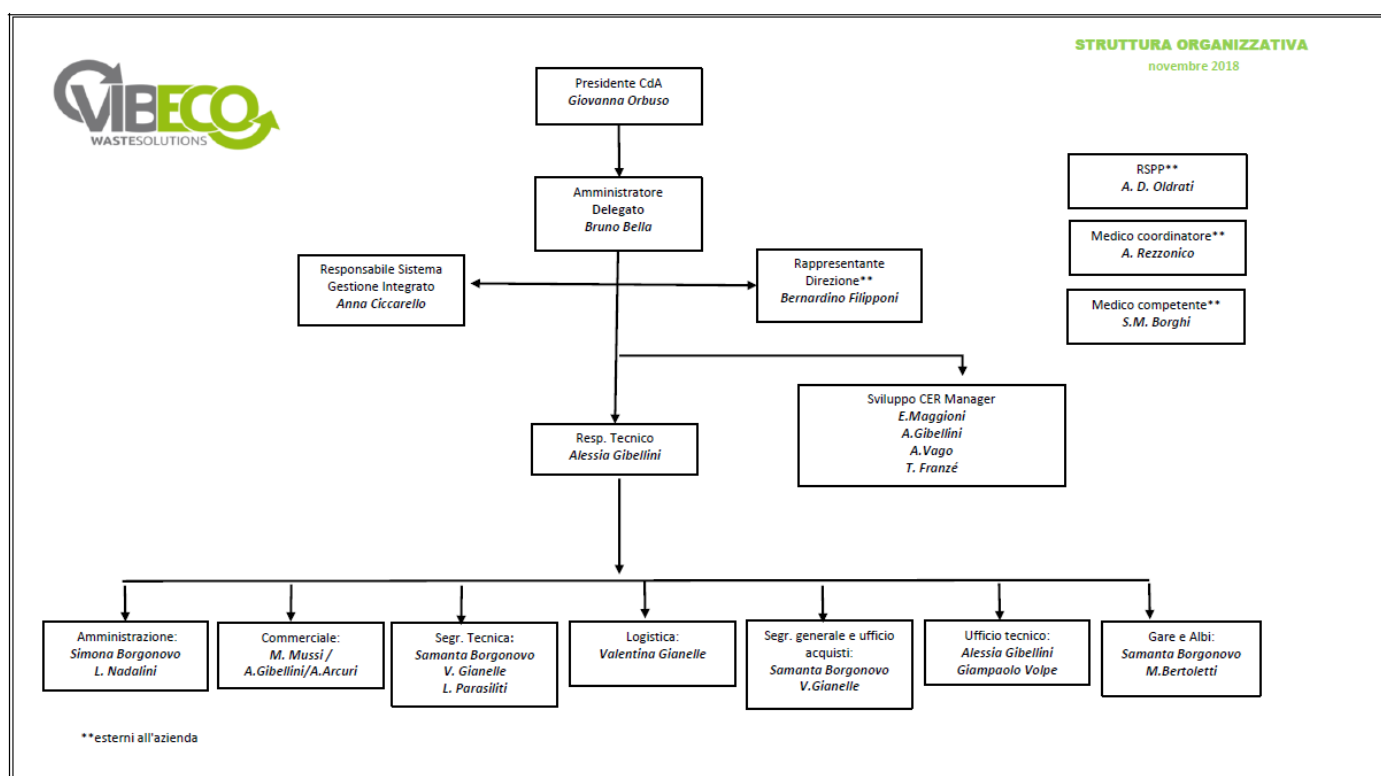 STRUTTURA ORGANIZZATIVA
novembre 2018
VIBECO
WASTESOLUTIONS
Presidente CdA
Giovanna Orbuso
Amministratore
Delegato
Bruno Bella
RSPP**
A. D. Oldrati
Medico coordinatore**
A. Rezzonico
Medico competente**
S.M. Borghi
Responsabile Sistema
Gestione Integrato
Anna Ciccarello
Rappresentante
Direzione**
Bernardino Filipponi
Sviluppo CER Manager
E.Maggioni
A.Gibellini
A.Vago
T. Franzé
Resp. Tecnico
Alessia Gibellini
Amministrazione:
Simona Borgonovo
L. Nadalini
Commerciale:
M. Mussi /
A.Gibellini/A.Arcuri
Segr. Tecnica:
Samanta Borgonovo
V. Gianelle
L. Parasiliti
Logistica:
Valentina Gianelle
Segr. generale e ufficio
acquisti:
Samanta Borgonovo
V.Gianelle
Ufficio tecnico:
Alessia Gibellini
Giampaolo Volpe
Gare e Albi:
Samanta Borgonovo
M.Bertoletti
**esterni all'azienda